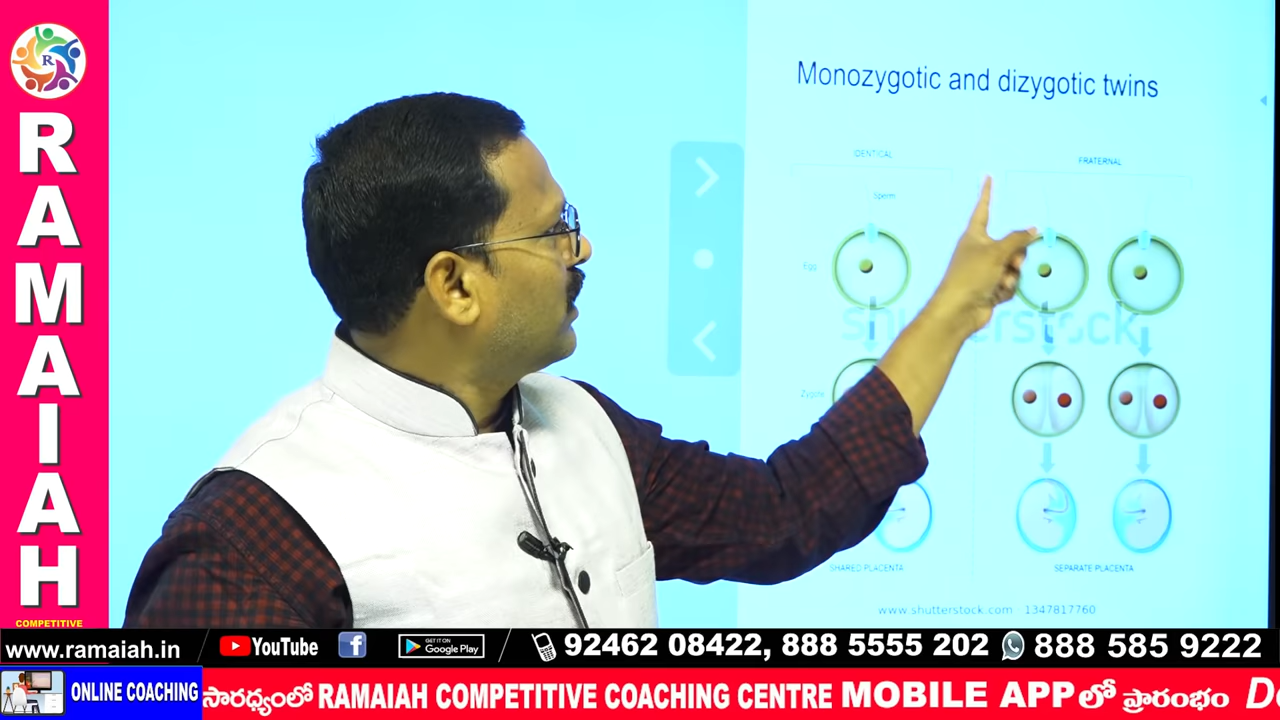 R
RAMAIAH
COMPETITIVE
Monozygotic and dizygotic twins
IDENTICAL
FRATERNAL
Sperm
Egg
shutterstock
Zygote
SHARED PLACENTA
SEPARATE PLACENTA
www.shutterstock.com 1347817760
www.ramaiah.in
YouTube
f
GET IT ON
Google Play
92462 08422, 888 5555 202
888 585 9222
ONLINE COACHING
సారధ్యంలో RAMAIAH COMPETITIVE COACHING CENTRE MOBILE APP లో ప్రారంభం